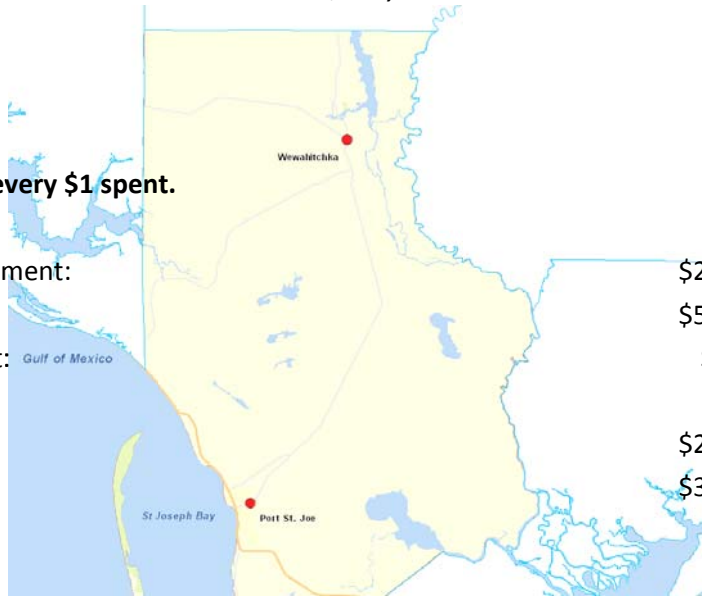 Wewahitchka
every $1 spent.
ment:
$2
$5
t:
Gulf of Mexico
$2
$3
St Joseph Bay
Port St. Joe